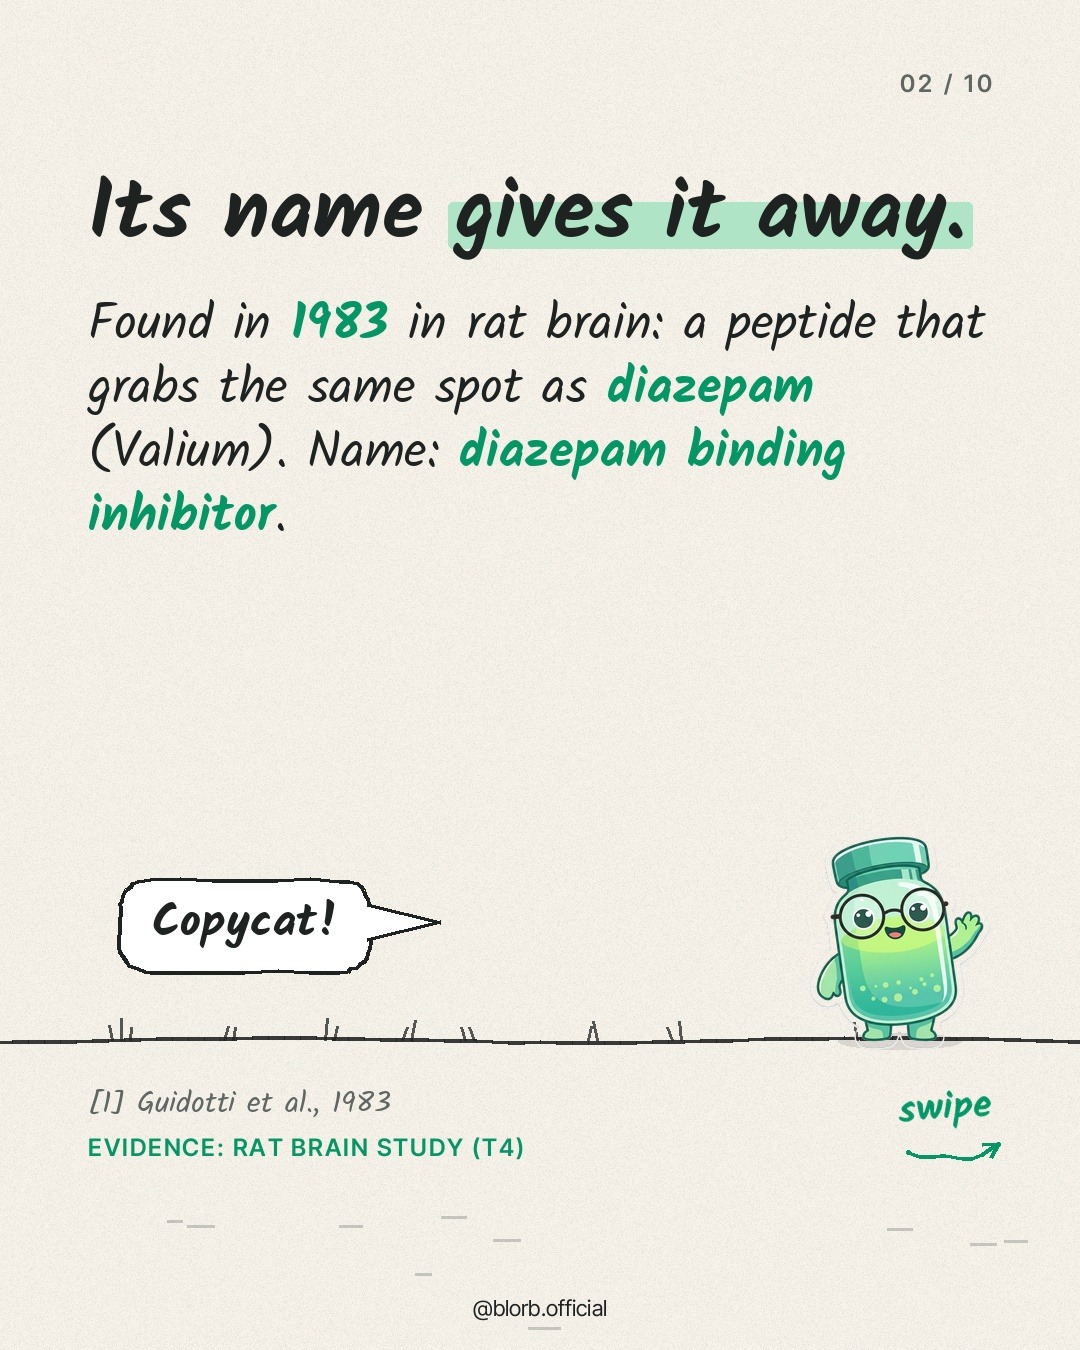 02 / 10
Its name gives it away.
Found in 1983 in rat brain: a peptide that
grabs the same spot as diazepam
(Valium). Name: diazepam binding
inhibitor.
Copycat!
[1] Guidotti et al., 1983
EVIDENCE: RAT BRAIN STUDY (T4)
swipe
@blorb.official